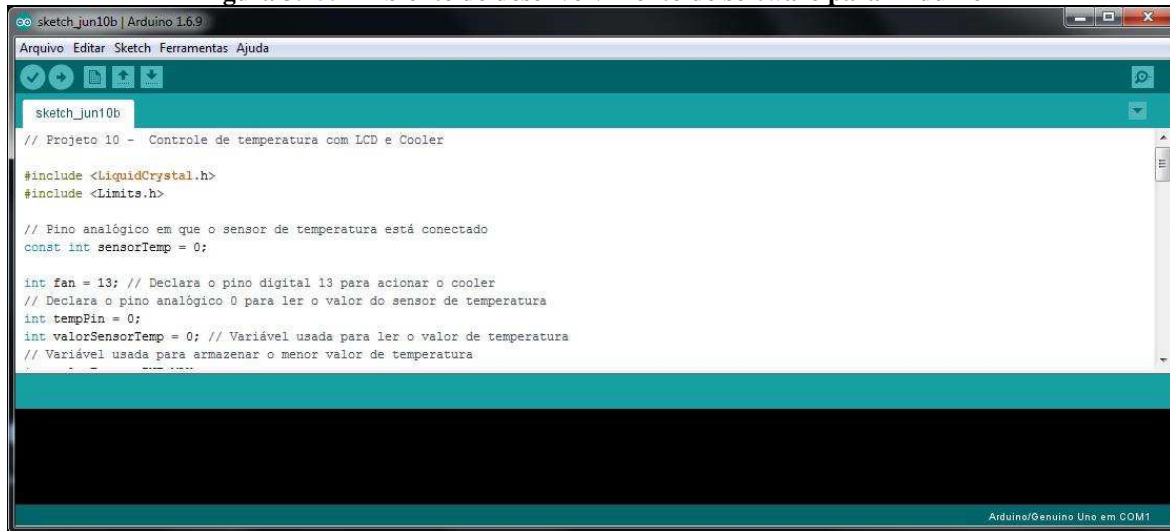 sketch_jun10b | Arduino 1.6.9
Arquivo Editar Sketch Ferramentas Ajuda
sketch_jun10b
// Projeto 10 - Controle de temperatura com LCD e Cooler
#include <LiquidCrystal.h>
#include <Limits.h>
// Pino analógico em que o sensor de temperatura está conectado
const int sensorTemp = 0;
int fan = 13; // Declara o pino digital 13 para acionar o cooler
// Declara o pino analógico 0 para ler o valor do sensor de temperatura
int tempPin = 0;
int valorSensorTemp = 0; // Variável usada para ler o valor de temperatura
// Variável usada para armazenar o menor valor de temperatura
Arduino/Genuino Uno em COM1